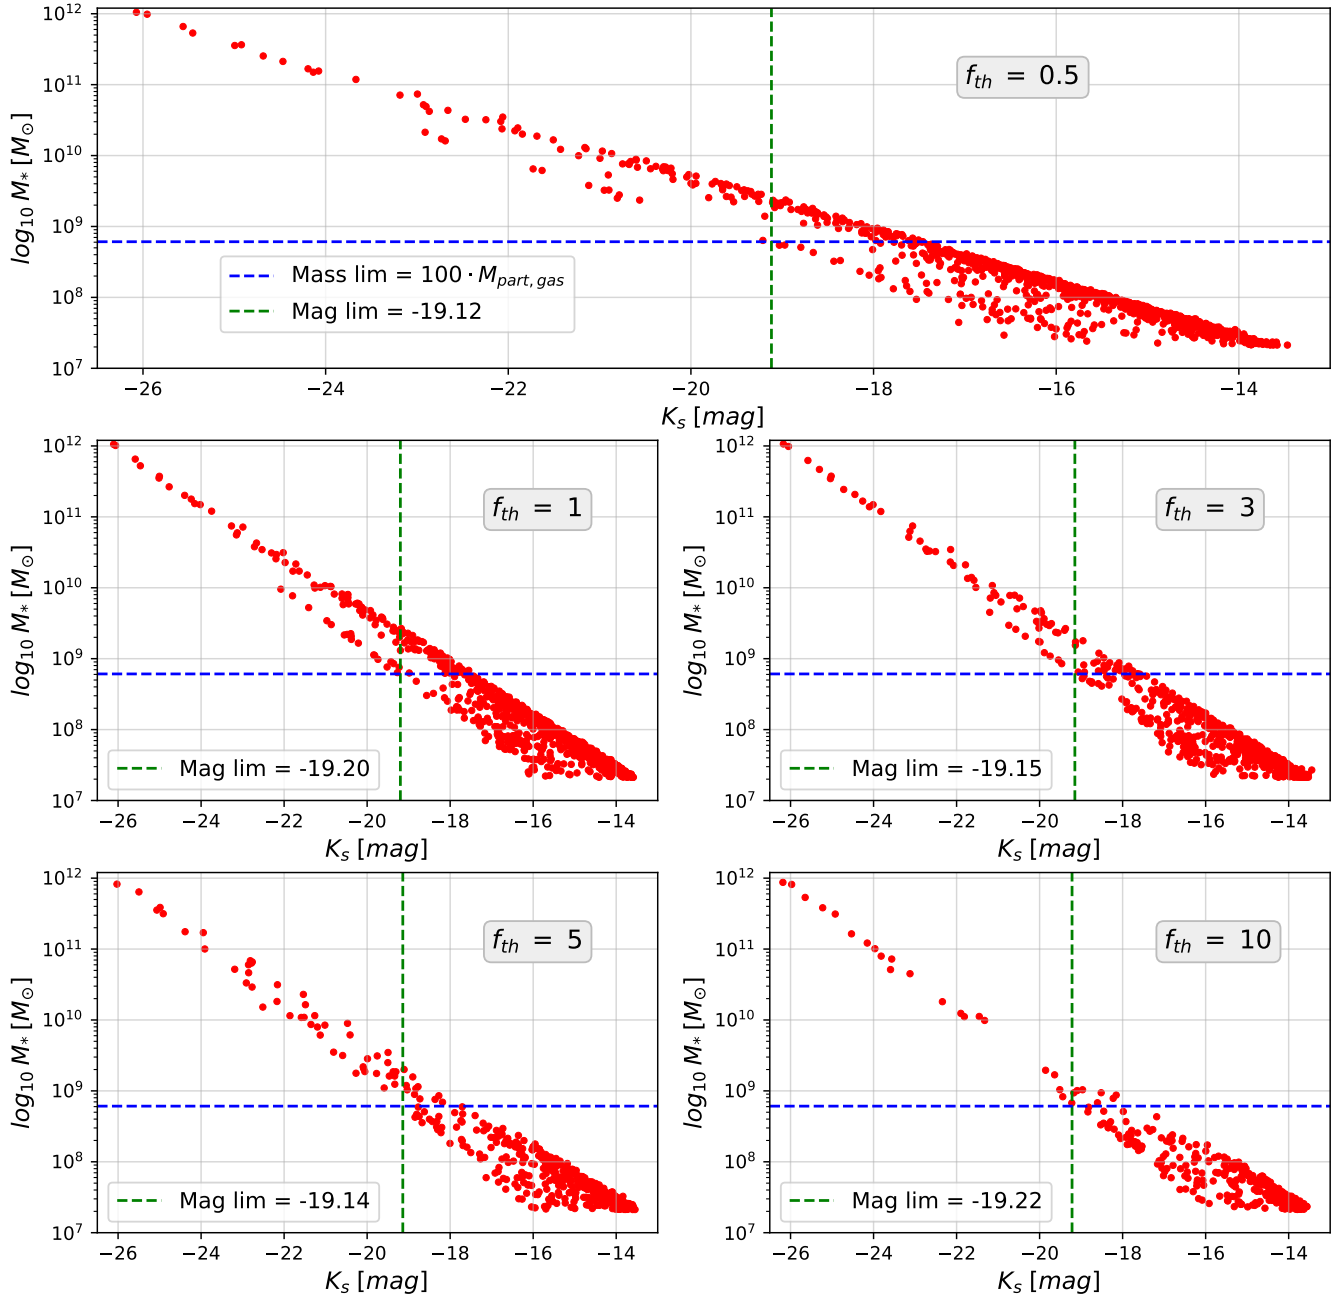 10^12
10^11
10^10
10^9
10^8
10^7
log_10 M_* [M_⊙]
f_th = 0.5
Mass lim = 100 · M_part,gas
Mag lim = -19.12
−26 −24 −22 −20 −18 −16 −14
K_s [mag]
10^12
10^11
10^10
10^9
10^8
10^7
log_10 M_* [M_⊙]
f_th = 1
Mag lim = -19.20
−26 −24 −22 −20 −18 −16 −14
K_s [mag]
10^12
10^11
10^10
10^9
10^8
10^7
log_10 M_* [M_⊙]
f_th = 3
Mag lim = -19.15
−26 −24 −22 −20 −18 −16 −14
K_s [mag]
10^12
10^11
10^10
10^9
10^8
10^7
log_10 M_* [M_⊙]
f_th = 5
Mag lim = -19.14
−26 −24 −22 −20 −18 −16 −14
K_s [mag]
10^12
10^11
10^10
10^9
10^8
10^7
log_10 M_* [M_⊙]
f_th = 10
Mag lim = -19.22
−26 −24 −22 −20 −18 −16 −14
K_s [mag]